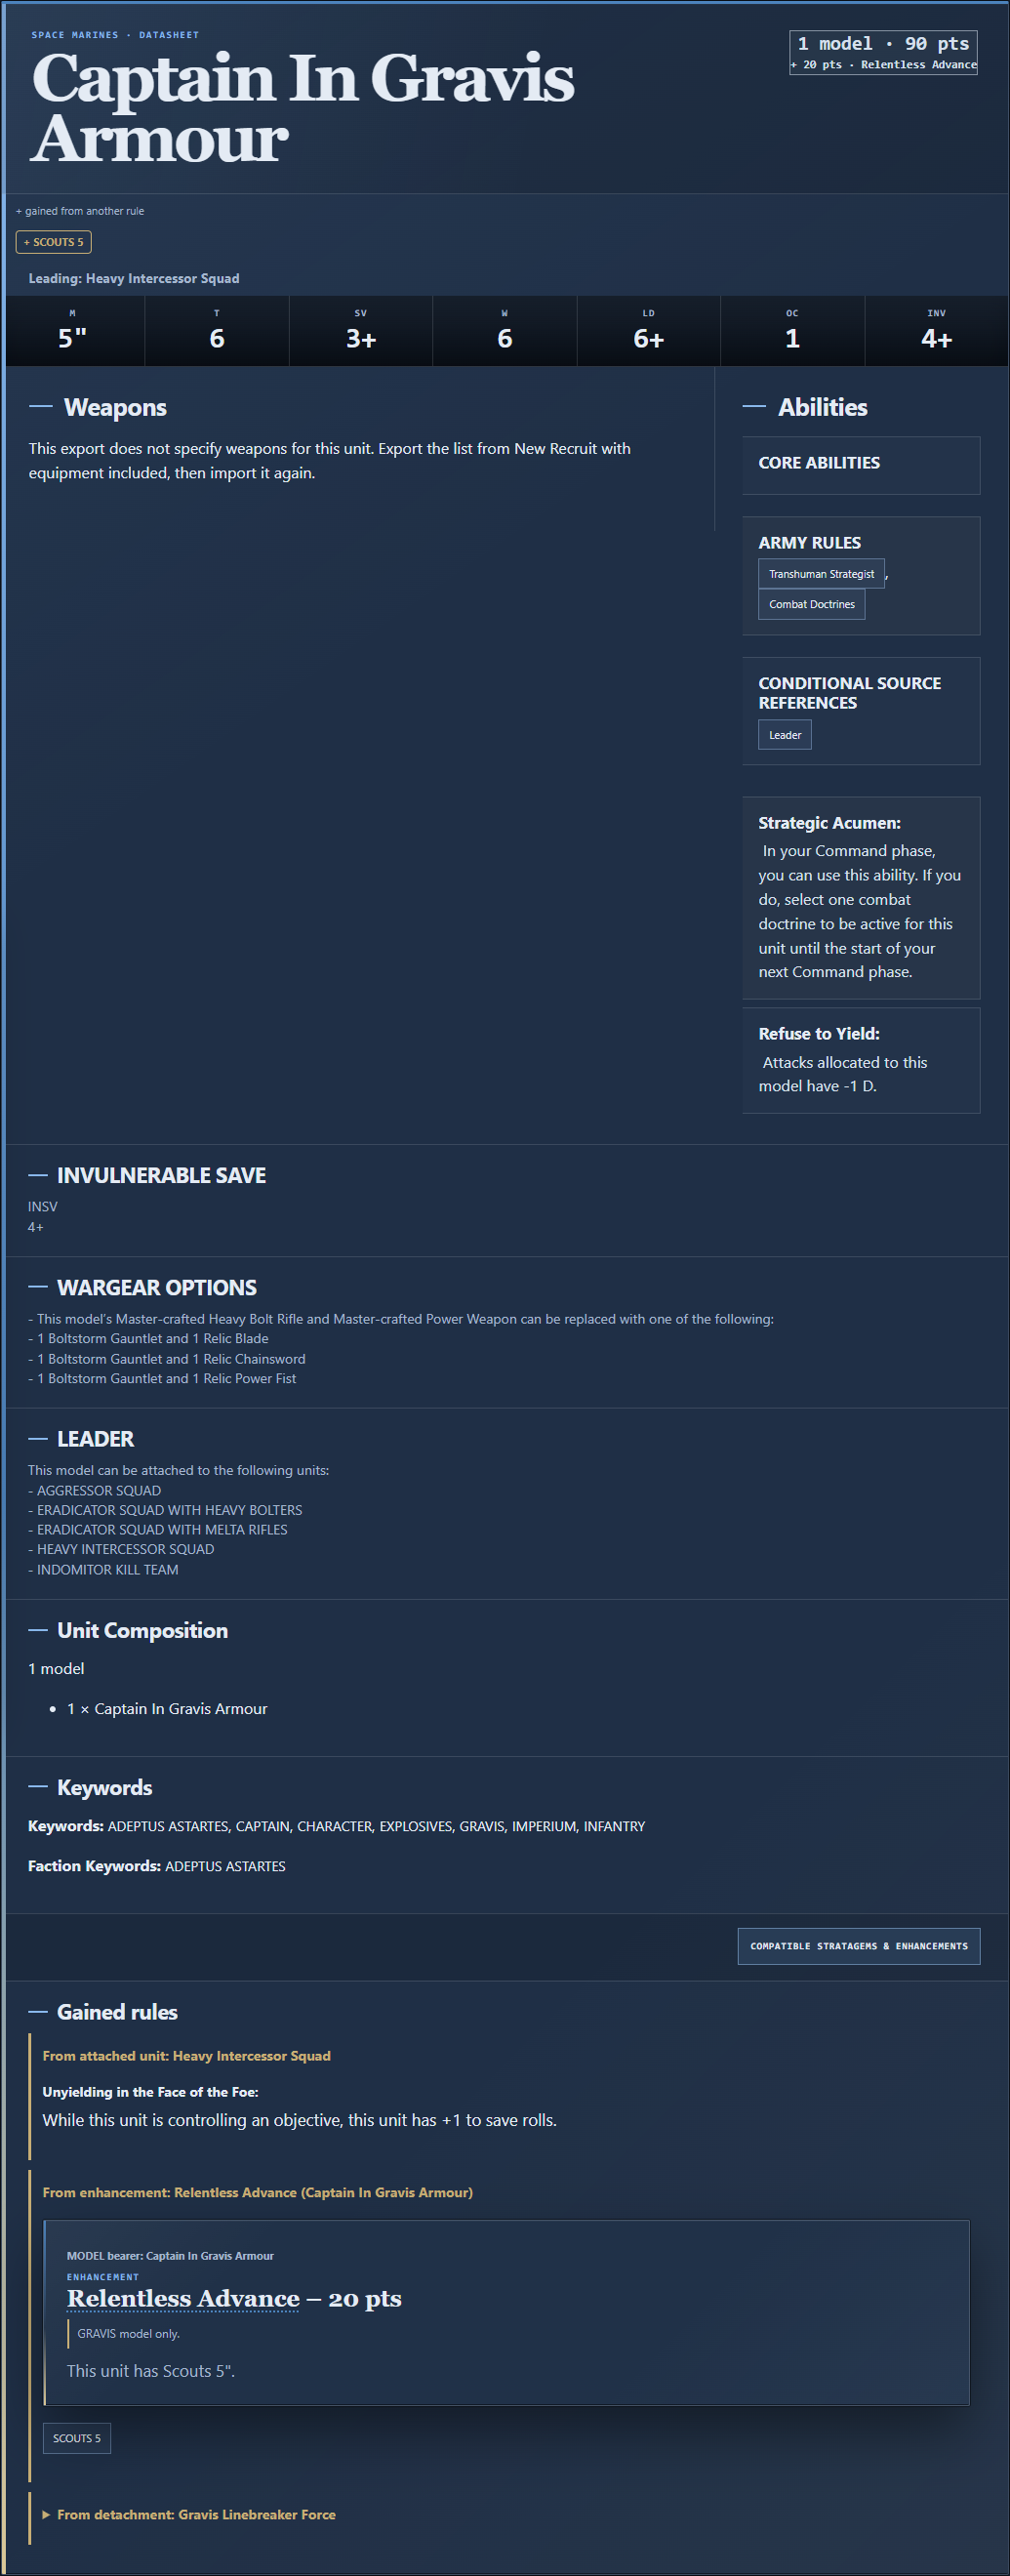 SPACE MARINES · DATASHEET
Captain In Gravis
Armour
1 model · 90 pts
+ 20 pts · Relentless Advance
+ gained from another rule
+ SCOUTS 5
Leading: Heavy Intercessor Squad
M
5"
T
6
SV
3+
W
6
LD
6+
OC
1
INV
4+
Weapons
This export does not specify weapons for this unit. Export the list from New Recruit with
equipment included, then import it again.
Abilities
CORE ABILITIES
ARMY RULES
Transhuman Strategist,
Combat Doctrines
CONDITIONAL SOURCE
REFERENCES
Leader
Strategic Acumen:
In your Command phase,
you can use this ability. If you
do, select one combat
doctrine to be active for this
unit until the start of your
next Command phase.
Refuse to Yield:
Attacks allocated to this
model have -1 D.
INVULNERABLE SAVE
INSV
4+
WARGEAR OPTIONS
- This model's Master-crafted Heavy Bolt Rifle and Master-crafted Power Weapon can be replaced with one of the following:
- 1 Boltstorm Gauntlet and 1 Relic Blade
- 1 Boltstorm Gauntlet and 1 Relic Chainsword
- 1 Boltstorm Gauntlet and 1 Relic Power Fist
LEADER
This model can be attached to the following units:
- AGGRESSOR SQUAD
- ERADICATOR SQUAD WITH HEAVY BOLTERS
- ERADICATOR SQUAD WITH MELTA RIFLES
- HEAVY INTERCESSOR SQUAD
- INDOMITOR KILL TEAM
Unit Composition
1 model
• 1 × Captain In Gravis Armour
Keywords
Keywords: ADEPTUS ASTARTES, CAPTAIN, CHARACTER, EXPLOSIVES, GRAVIS, IMPERIUM, INFANTRY
Faction Keywords: ADEPTUS ASTARTES
COMPATIBLE STRATAGEMS & ENHANCEMENTS
Gained rules
From attached unit: Heavy Intercessor Squad
Unyielding in the Face of the Foe:
While this unit is controlling an objective, this unit has +1 to save rolls.
From enhancement: Relentless Advance (Captain In Gravis Armour)
MODEL bearer: Captain In Gravis Armour
ENHANCEMENT
Relentless Advance – 20 pts
GRAVIS model only.
This unit has Scouts 5".
SCOUTS 5
▶ From detachment: Gravis Linebreaker Force